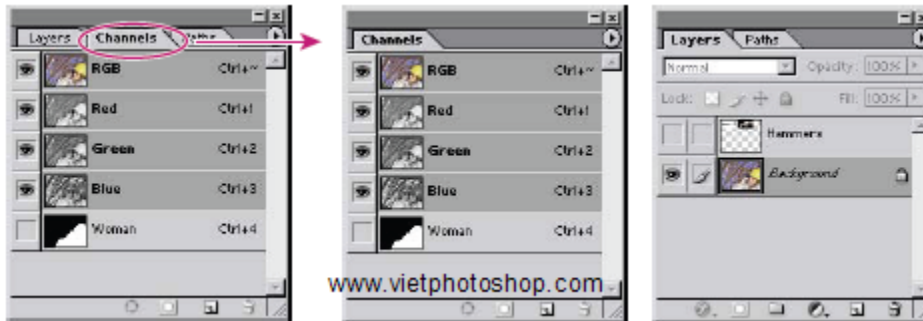 Layers Channels Paths
RGB Ctrl+~
Red Ctrl+1
Green Ctrl+2
Blue Ctrl+3
Woman Ctrl+4
Channels
RGB Ctrl+~
Red Ctrl+1
Green Ctrl+2
Blue Ctrl+3
Woman Ctrl+4
Layers Paths
Normal Opacity: 100%
Lock: Fill: 100%
Hammers
Background
www.vietphotoshop.com